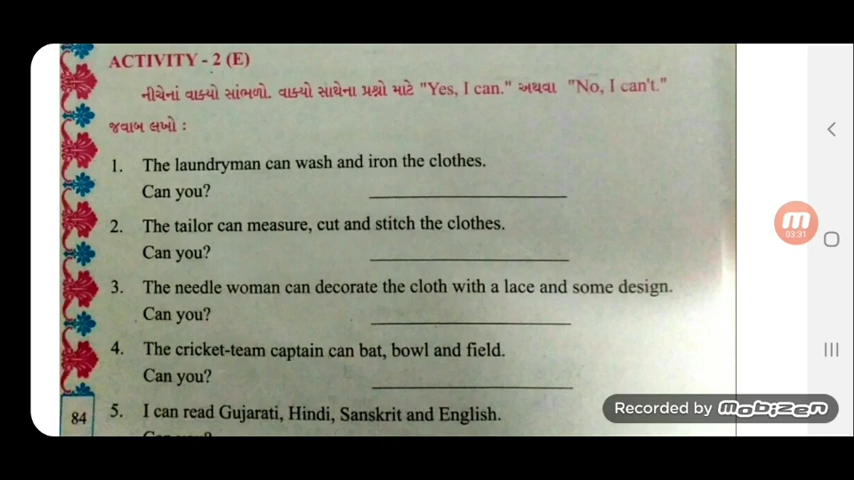 ACTIVITY - 2 (E)
નીચેનાં વાક્યો સાંભળો. વાક્યો સાથેના પ્રશ્નો માટે "Yes, I can." અથવા "No, I can't."
જવાબ લખો :
1. The laundryman can wash and iron the clothes.
Can you?
2. The tailor can measure, cut and stitch the clothes.
Can you?
3. The needle woman can decorate the cloth with a lace and some design.
Can you?
4. The cricket-team captain can bat, bowl and field.
Can you?
84
5. I can read Gujarati, Hindi, Sanskrit and English.
Can you?
03:31
Recorded by mobizen